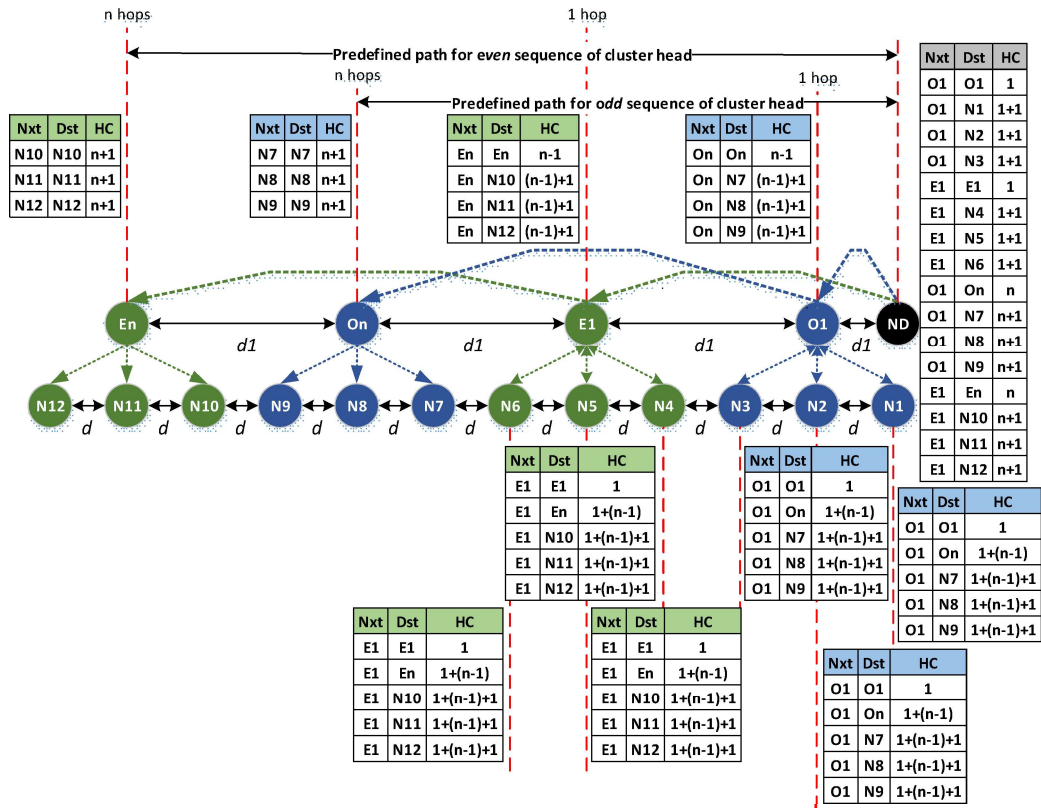 n hops
1 hop
Predefined path for even sequence of cluster head
n hops
1 hop
Predefined path for odd sequence of cluster head
Nxt Dst HC
N10 N10 n+1
N11 N11 n+1
N12 N12 n+1
Nxt Dst HC
N7 N7 n+1
N8 N8 n+1
N9 N9 n+1
Nxt Dst HC
En En n-1
En N10 (n-1)+1
En N11 (n-1)+1
En N12 (n-1)+1
Nxt Dst HC
On On n-1
On N7 (n-1)+1
On N8 (n-1)+1
On N9 (n-1)+1
Nxt Dst HC
O1 O1 1
O1 N1 1+1
O1 N2 1+1
O1 N3 1+1
E1 E1 1
E1 N4 1+1
E1 N5 1+1
E1 N6 1+1
O1 On n
O1 N7 n+1
O1 N8 n+1
O1 N9 n+1
E1 En n
E1 N10 n+1
E1 N11 n+1
E1 N12 n+1
En On E1 O1 ND
d1 d1 d1 d1
N12 N11 N10 N9 N8 N7 N6 N5 N4 N3 N2 N1
d d d d d d d d d d d
Nxt Dst HC
E1 E1 1
E1 En 1+(n-1)
E1 N10 1+(n-1)+1
E1 N11 1+(n-1)+1
E1 N12 1+(n-1)+1
Nxt Dst HC
O1 O1 1
O1 On 1+(n-1)
O1 N7 1+(n-1)+1
O1 N8 1+(n-1)+1
O1 N9 1+(n-1)+1
Nxt Dst HC
O1 O1 1
O1 On 1+(n-1)
O1 N7 1+(n-1)+1
O1 N8 1+(n-1)+1
O1 N9 1+(n-1)+1
Nxt Dst HC
E1 E1 1
E1 En 1+(n-1)
E1 N10 1+(n-1)+1
E1 N11 1+(n-1)+1
E1 N12 1+(n-1)+1
Nxt Dst HC
E1 E1 1
E1 En 1+(n-1)
E1 N10 1+(n-1)+1
E1 N11 1+(n-1)+1
E1 N12 1+(n-1)+1
Nxt Dst HC
O1 O1 1
O1 On 1+(n-1)
O1 N7 1+(n-1)+1
O1 N8 1+(n-1)+1
O1 N9 1+(n-1)+1